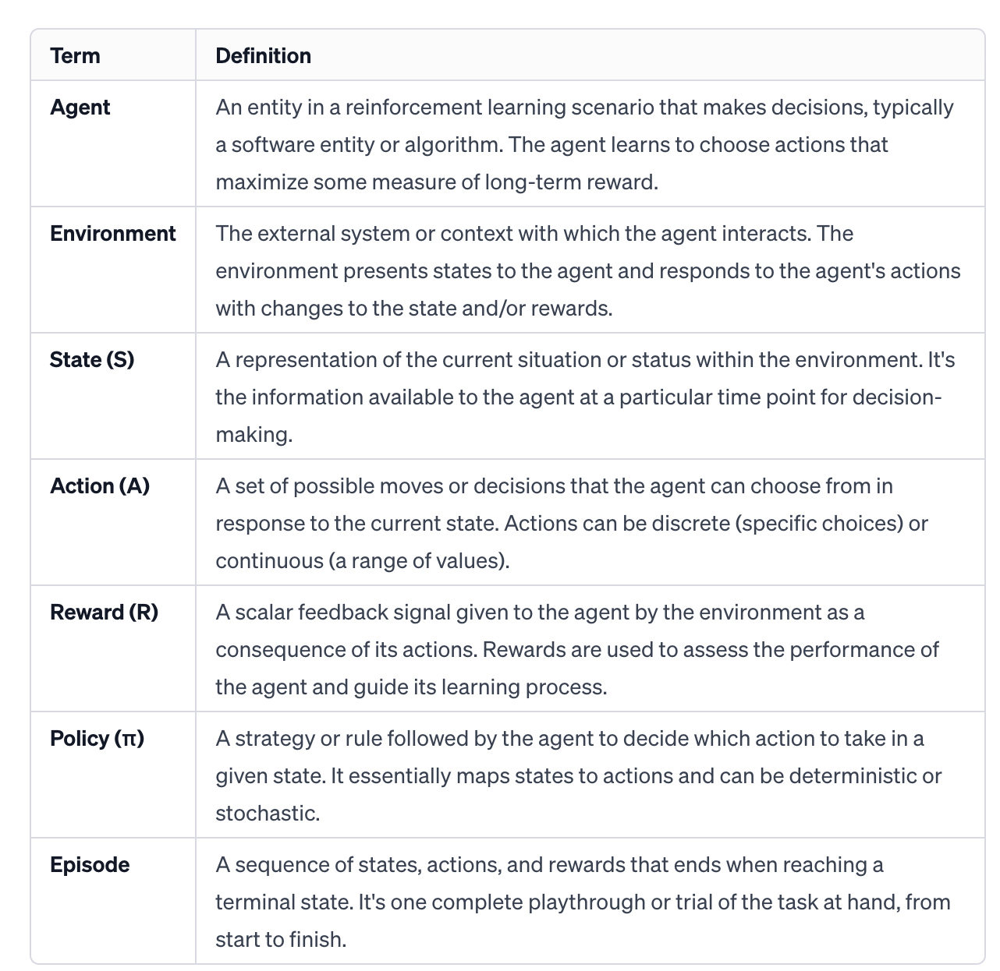 Term Definition
Agent An entity in a reinforcement learning scenario that makes decisions, typically
a software entity or algorithm. The agent learns to choose actions that
maximize some measure of long-term reward.
Environment The external system or context with which the agent interacts. The
environment presents states to the agent and responds to the agent's actions
with changes to the state and/or rewards.
State (S) A representation of the current situation or status within the environment. It's
the information available to the agent at a particular time point for decision-
making.
Action (A) A set of possible moves or decisions that the agent can choose from in
response to the current state. Actions can be discrete (specific choices) or
continuous (a range of values).
Reward (R) A scalar feedback signal given to the agent by the environment as a
consequence of its actions. Rewards are used to assess the performance of
the agent and guide its learning process.
Policy (π) A strategy or rule followed by the agent to decide which action to take in a
given state. It essentially maps states to actions and can be deterministic or
stochastic.
Episode A sequence of states, actions, and rewards that ends when reaching a
terminal state. It's one complete playthrough or trial of the task at hand, from
start to finish.